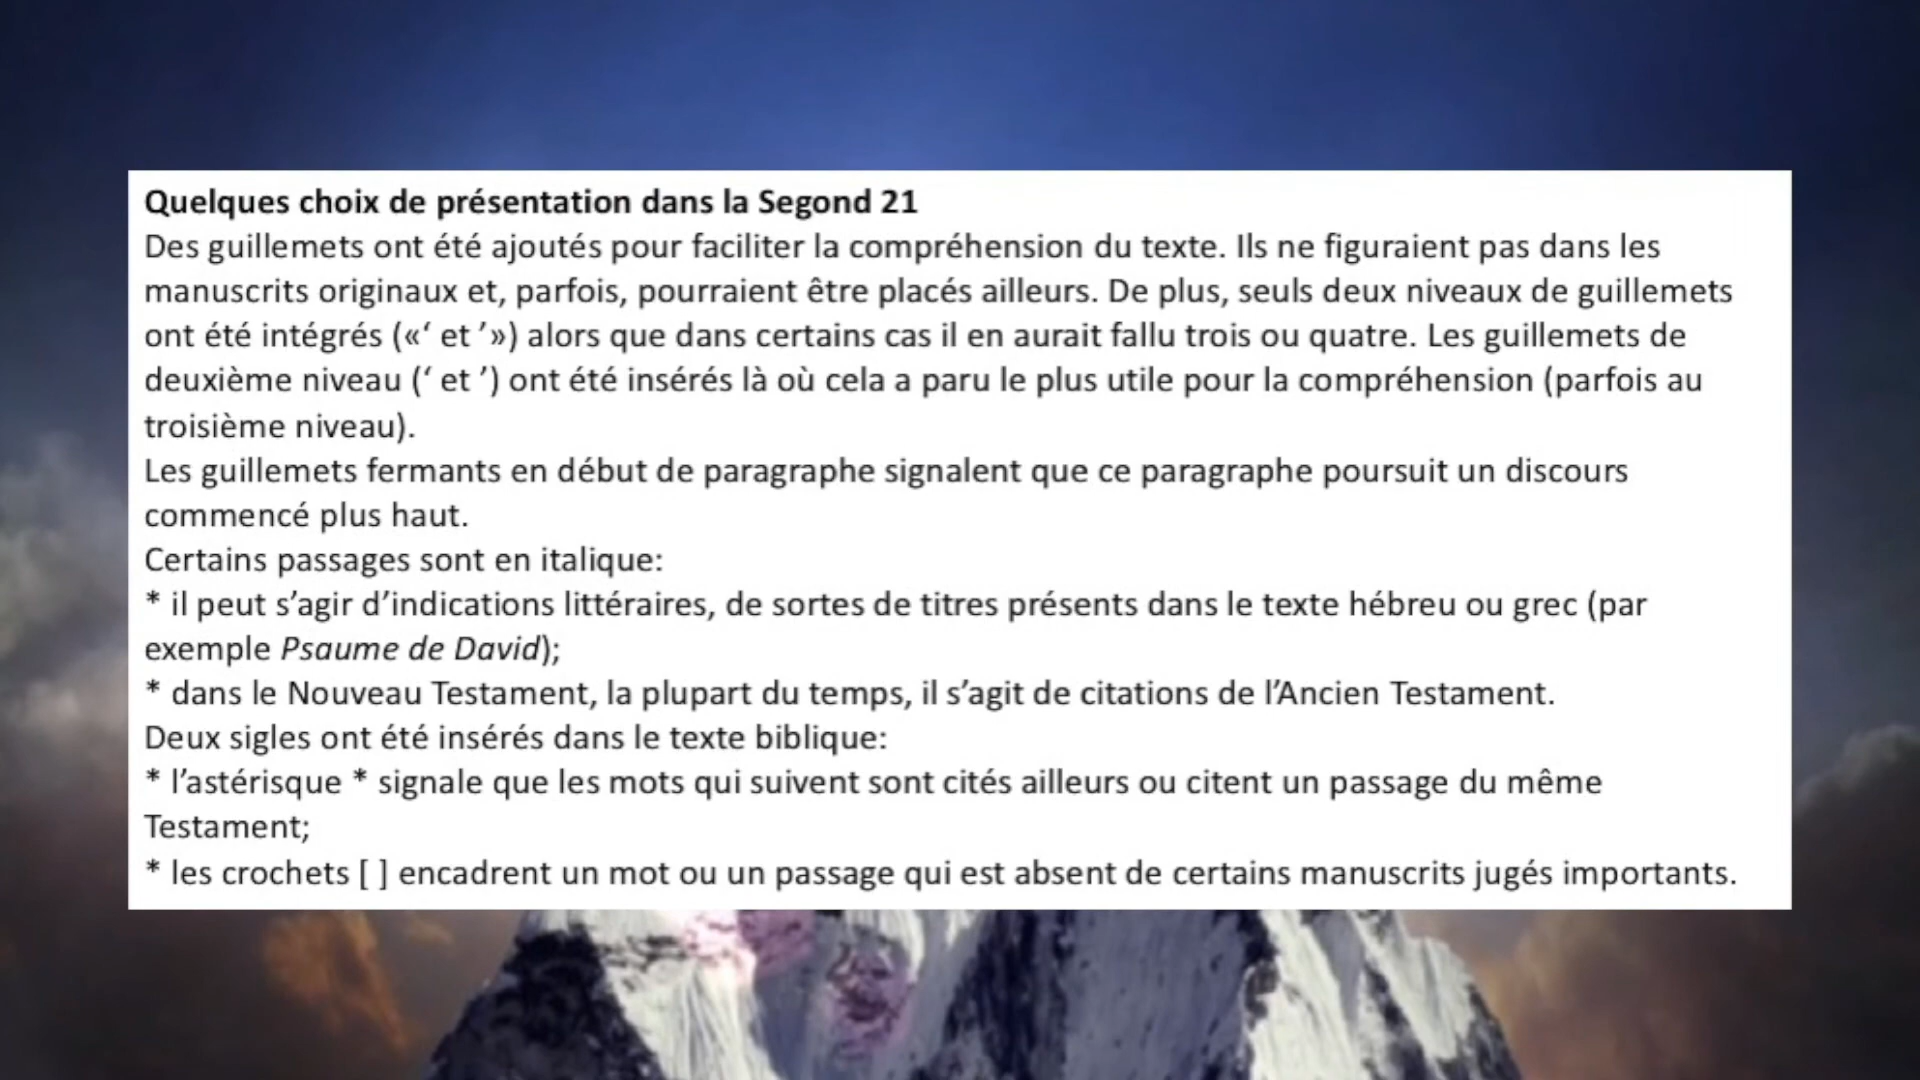 Quelques choix de présentation dans la Segond 21
Des guillemets ont été ajoutés pour faciliter la compréhension du texte. Ils ne figuraient pas dans les
manuscrits originaux et, parfois, pourraient être placés ailleurs. De plus, seuls deux niveaux de guillemets
ont été intégrés («‘ et ’») alors que dans certains cas il en aurait fallu trois ou quatre. Les guillemets de
deuxième niveau (‘ et ’) ont été insérés là où cela a paru le plus utile pour la compréhension (parfois au
troisième niveau).
Les guillemets fermants en début de paragraphe signalent que ce paragraphe poursuit un discours
commencé plus haut.
Certains passages sont en italique:
* il peut s’agir d’indications littéraires, de sortes de titres présents dans le texte hébreu ou grec (par
exemple Psaume de David);
* dans le Nouveau Testament, la plupart du temps, il s’agit de citations de l’Ancien Testament.
Deux sigles ont été insérés dans le texte biblique:
* l’astérisque * signale que les mots qui suivent sont cités ailleurs ou citent un passage du même
Testament;
* les crochets [ ] encadrent un mot ou un passage qui est absent de certains manuscrits jugés importants.